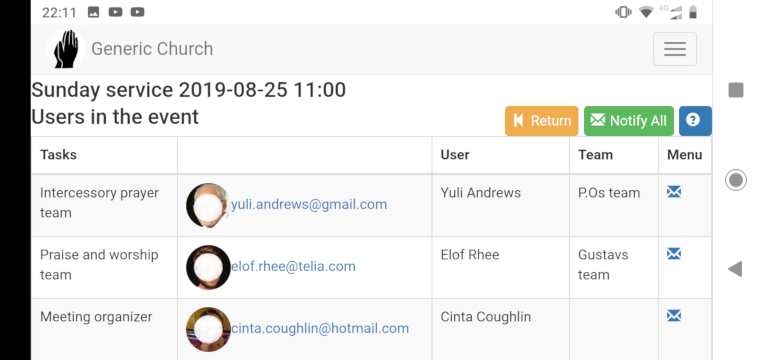 22:11
4G
Generic Church
Sunday service 2019-08-25 11:00
Users in the event
Return
Notify All
?
Tasks User Team Menu
Intercessory prayer team
yuli.andrews@gmail.com
Yuli Andrews
P.Os team
Praise and worship team
elof.rhee@telia.com
Elof Rhee
Gustavs team
Meeting organizer
cinta.coughlin@hotmail.com
Cinta Coughlin